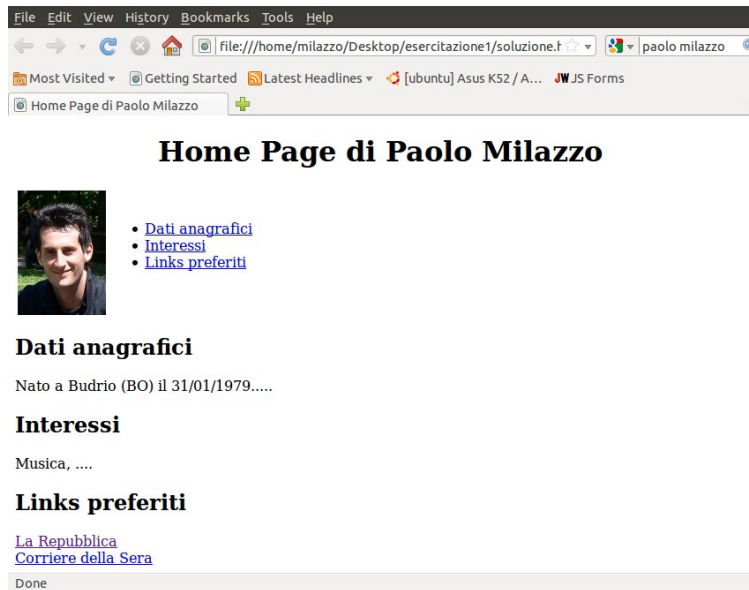 File Edit View History Bookmarks Tools Help
file:///home/milazzo/Desktop/esercitazione1/soluzione.h paolo milazzo
Most Visited Getting Started Latest Headlines [ubuntu] Asus K52 / A... JW JS Forms
Home Page di Paolo Milazzo
Home Page di Paolo Milazzo
• Dati anagrafici
• Interessi
• Links preferiti
Dati anagrafici
Nato a Budrio (BO) il 31/01/1979.....
Interessi
Musica, ....
Links preferiti
La Repubblica
Corriere della Sera
Done